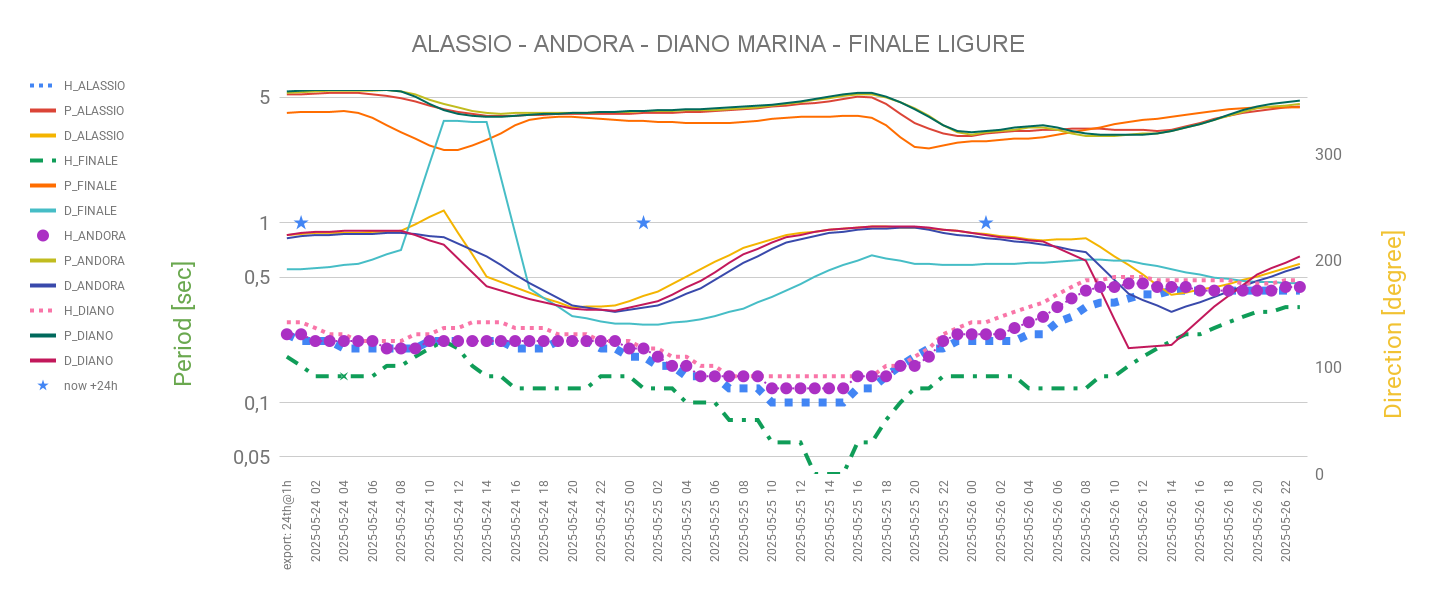 ALASSIO - ANDORA - DIANO MARINA - FINALE LIGURE
H_ALASSIO
P_ALASSIO
D_ALASSIO
H_FINALE
P_FINALE
D_FINALE
H_ANDORA
P_ANDORA
D_ANDORA
H_DIANO
P_DIANO
D_DIANO
now +24h
Period [sec]
5
1
0,5
0,1
0,05
300
200
100
0
Direction [degree]
export: 24th@1h
2025-05-24 02
2025-05-24 04
2025-05-24 06
2025-05-24 08
2025-05-24 10
2025-05-24 12
2025-05-24 14
2025-05-24 16
2025-05-24 18
2025-05-24 20
2025-05-24 22
2025-05-25 00
2025-05-25 02
2025-05-25 04
2025-05-25 06
2025-05-25 08
2025-05-25 10
2025-05-25 12
2025-05-25 14
2025-05-25 16
2025-05-25 18
2025-05-25 20
2025-05-25 22
2025-05-26 00
2025-05-26 02
2025-05-26 04
2025-05-26 06
2025-05-26 08
2025-05-26 10
2025-05-26 12
2025-05-26 14
2025-05-26 16
2025-05-26 18
2025-05-26 20
2025-05-26 22